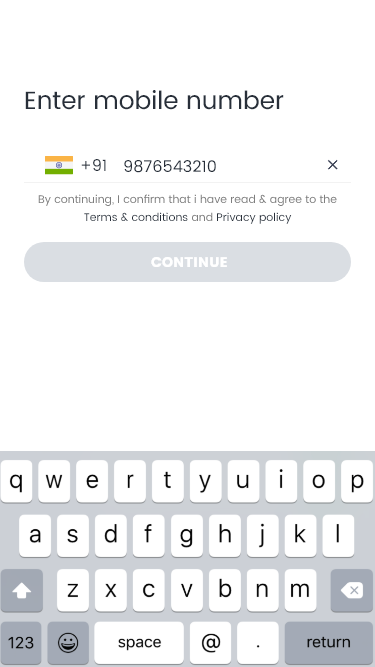 Enter mobile number
+91 9876543210
By continuing, I confirm that i have read & agree to the
Terms & conditions and Privacy policy
CONTINUE
q w e r t y u i o p
a s d f g h j k l
z x c v b n m
123 space @ . return